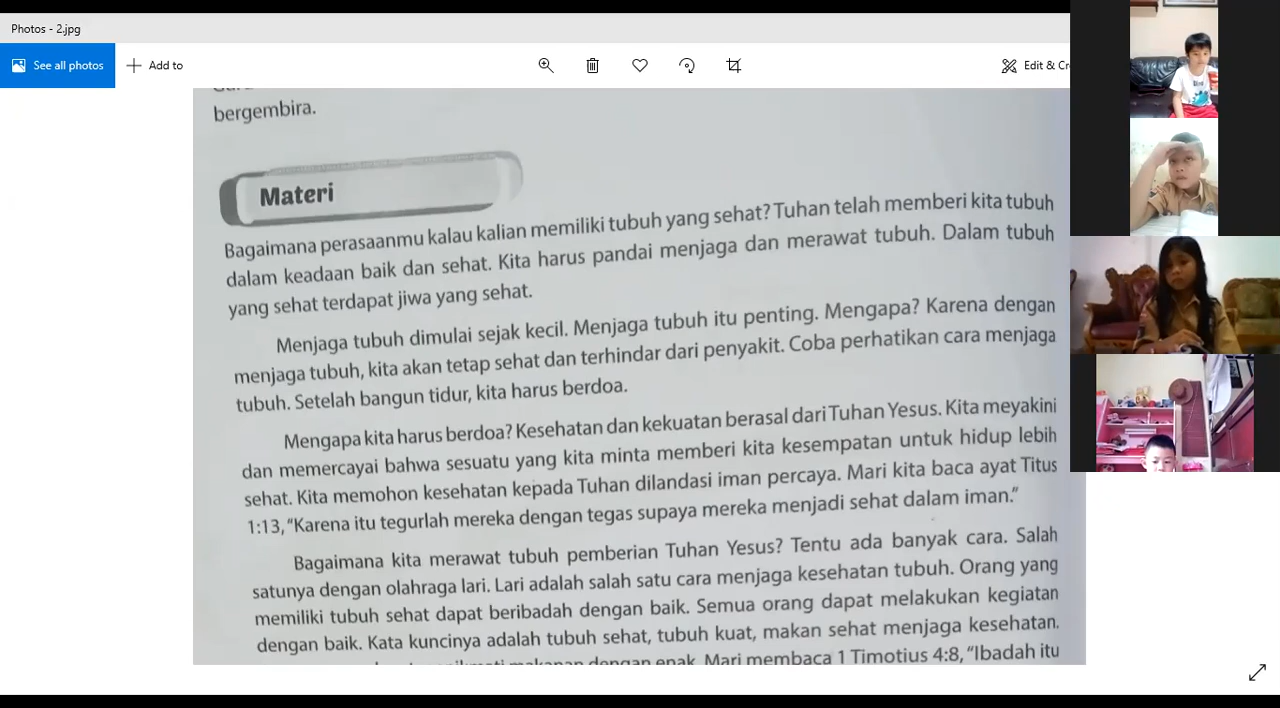 Photos - 2.jpg
See all photos
Add to
Edit &
bergembira.
Materi
Bagaimana perasaanmu kalau kalian memiliki tubuh yang sehat? Tuhan telah memberi kita tubuh
dalam keadaan baik dan sehat. Kita harus pandai menjaga dan merawat tubuh. Dalam tubuh
yang sehat terdapat jiwa yang sehat.
Menjaga tubuh dimulai sejak kecil. Menjaga tubuh itu penting. Mengapa? Karena dengan
menjaga tubuh, kita akan tetap sehat dan terhindar dari penyakit. Coba perhatikan cara menjaga
tubuh. Setelah bangun tidur, kita harus berdoa.
Mengapa kita harus berdoa? Kesehatan dan kekuatan berasal dari Tuhan Yesus. Kita meyakini
dan memercayai bahwa sesuatu yang kita minta memberi kita kesempatan untuk hidup lebih
sehat. Kita memohon kesehatan kepada Tuhan dilandasi iman percaya. Mari kita baca ayat Titus
1:13, “Karena itu tegurlah mereka dengan tegas supaya mereka menjadi sehat dalam iman.”
Bagaimana kita merawat tubuh pemberian Tuhan Yesus? Tentu ada banyak cara. Salah
satunya dengan olahraga lari. Lari adalah salah satu cara menjaga kesehatan tubuh. Orang yang
memiliki tubuh sehat dapat beribadah dengan baik. Semua orang dapat melakukan kegiatan
dengan baik. Kata kuncinya adalah tubuh sehat, tubuh kuat, makan sehat menjaga kesehatan.
makanan dengan enak. Mari membaca 1 Timotius 4:8, “Ibadah itu